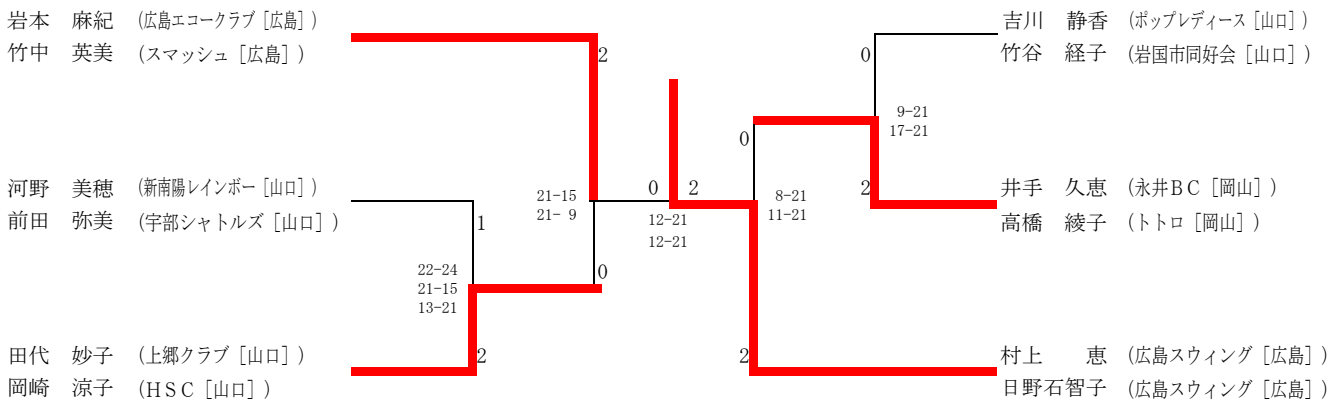 岩本　麻紀 （広島エコークラブ［広島］）
竹中　英美 （スマッシュ［広島］）
2
河野　美穂 （新南陽レインボー［山口］）
前田　弥美 （宇部シャトルズ［山口］）
1
22-24
21-15
13-21
田代　妙子 （上郷クラブ［山口］）
岡崎　涼子 （ＨＳＣ［山口］）
2
21-15
21- 9
0
0
2
12-21
12-21
吉川　静香 （ポップレディース［山口］）
竹谷　経子 （岩国市同好会［山口］）
0
9-21
17-21
井手　久恵 （永井ＢＣ［岡山］）
高橋　綾子 （トトロ［岡山］）
2
0
8-21
11-21
村上　　恵 （広島スウィング［広島］）
日野石智子 （広島スウィング［広島］）
2